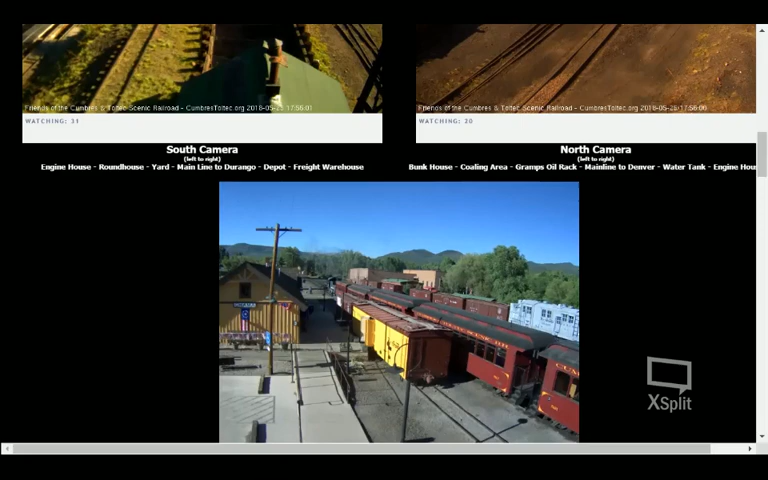 Friends of the Cumbres & Toltec Scenic Railroad - CumbresToltec.org 2018-05-25 17:55:01
Friends of the Cumbres & Toltec Scenic Railroad - CumbresToltec.org 2018-05-25 17:56:06
WATCHING: 31
WATCHING: 20
South Camera
(left to right)
Engine House - Roundhouse - Yard - Main Line to Durango - Depot - Freight Warehouse
North Camera
(left to right)
Bunk House - Coaling Area - Gramps Oil Rack - Mainline to Denver - Water Tank - Engine Hou
XSplit